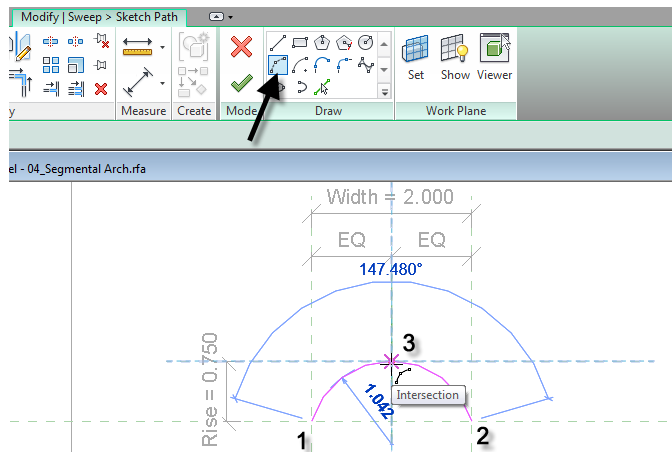 Modify | Sweep > Sketch Path
Set Show Viewer
Measure Create Mode Draw Work Plane
el - 04_Segmental Arch.rfa
Width = 2.000
EQ EQ
147.480°
3
Rise = 0.750
1.042
Intersection
1 2